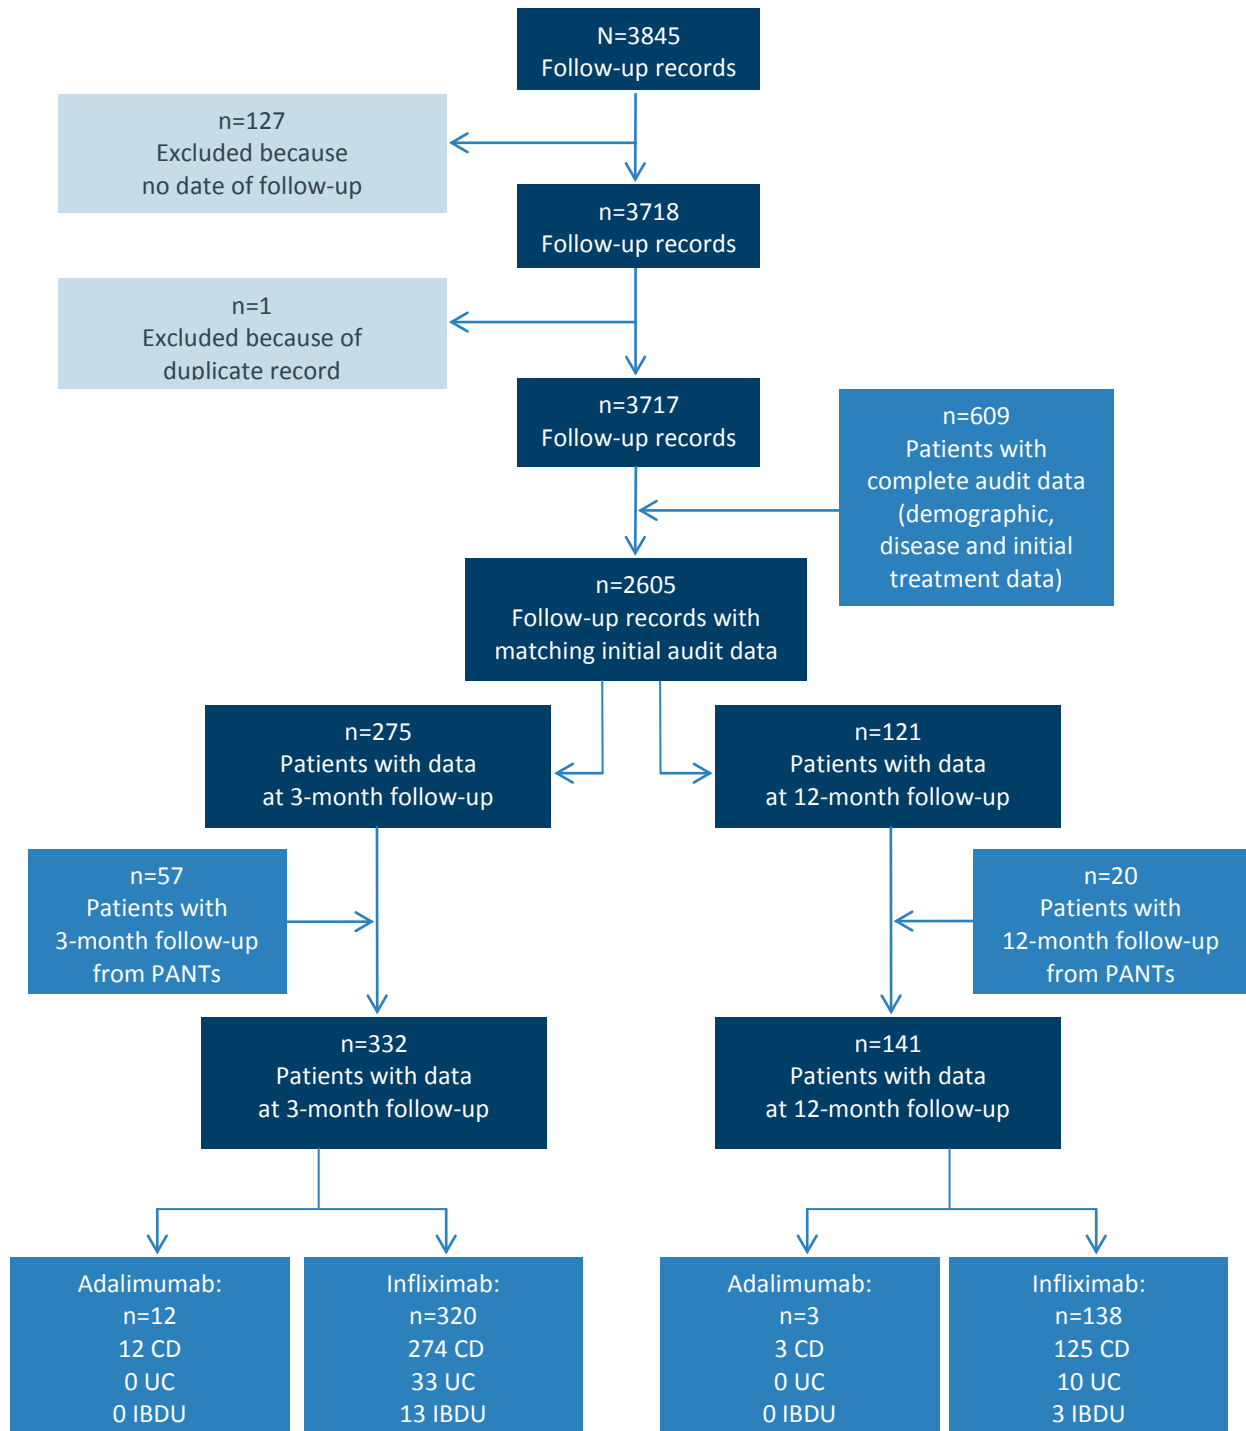 N=3845
Follow-up records
n=127
Excluded because
no date of follow-up
n=3718
Follow-up records
n=1
Excluded because of
duplicate record
n=3717
Follow-up records
n=609
Patients with
complete audit data
(demographic,
disease and initial
treatment data)
n=2605
Follow-up records with
matching initial audit data
n=275
Patients with data
at 3-month follow-up
n=121
Patients with data
at 12-month follow-up
n=57
Patients with
3-month follow-up
from PANTs
n=20
Patients with
12-month follow-up
from PANTs
n=332
Patients with data
at 3-month follow-up
n=141
Patients with data
at 12-month follow-up
Adalimumab:
n=12
12 CD
0 UC
0 IBDU
Infliximab:
n=320
274 CD
33 UC
13 IBDU
Adalimumab:
n=3
3 CD
0 UC
0 IBDU
Infliximab:
n=138
125 CD
10 UC
3 IBDU